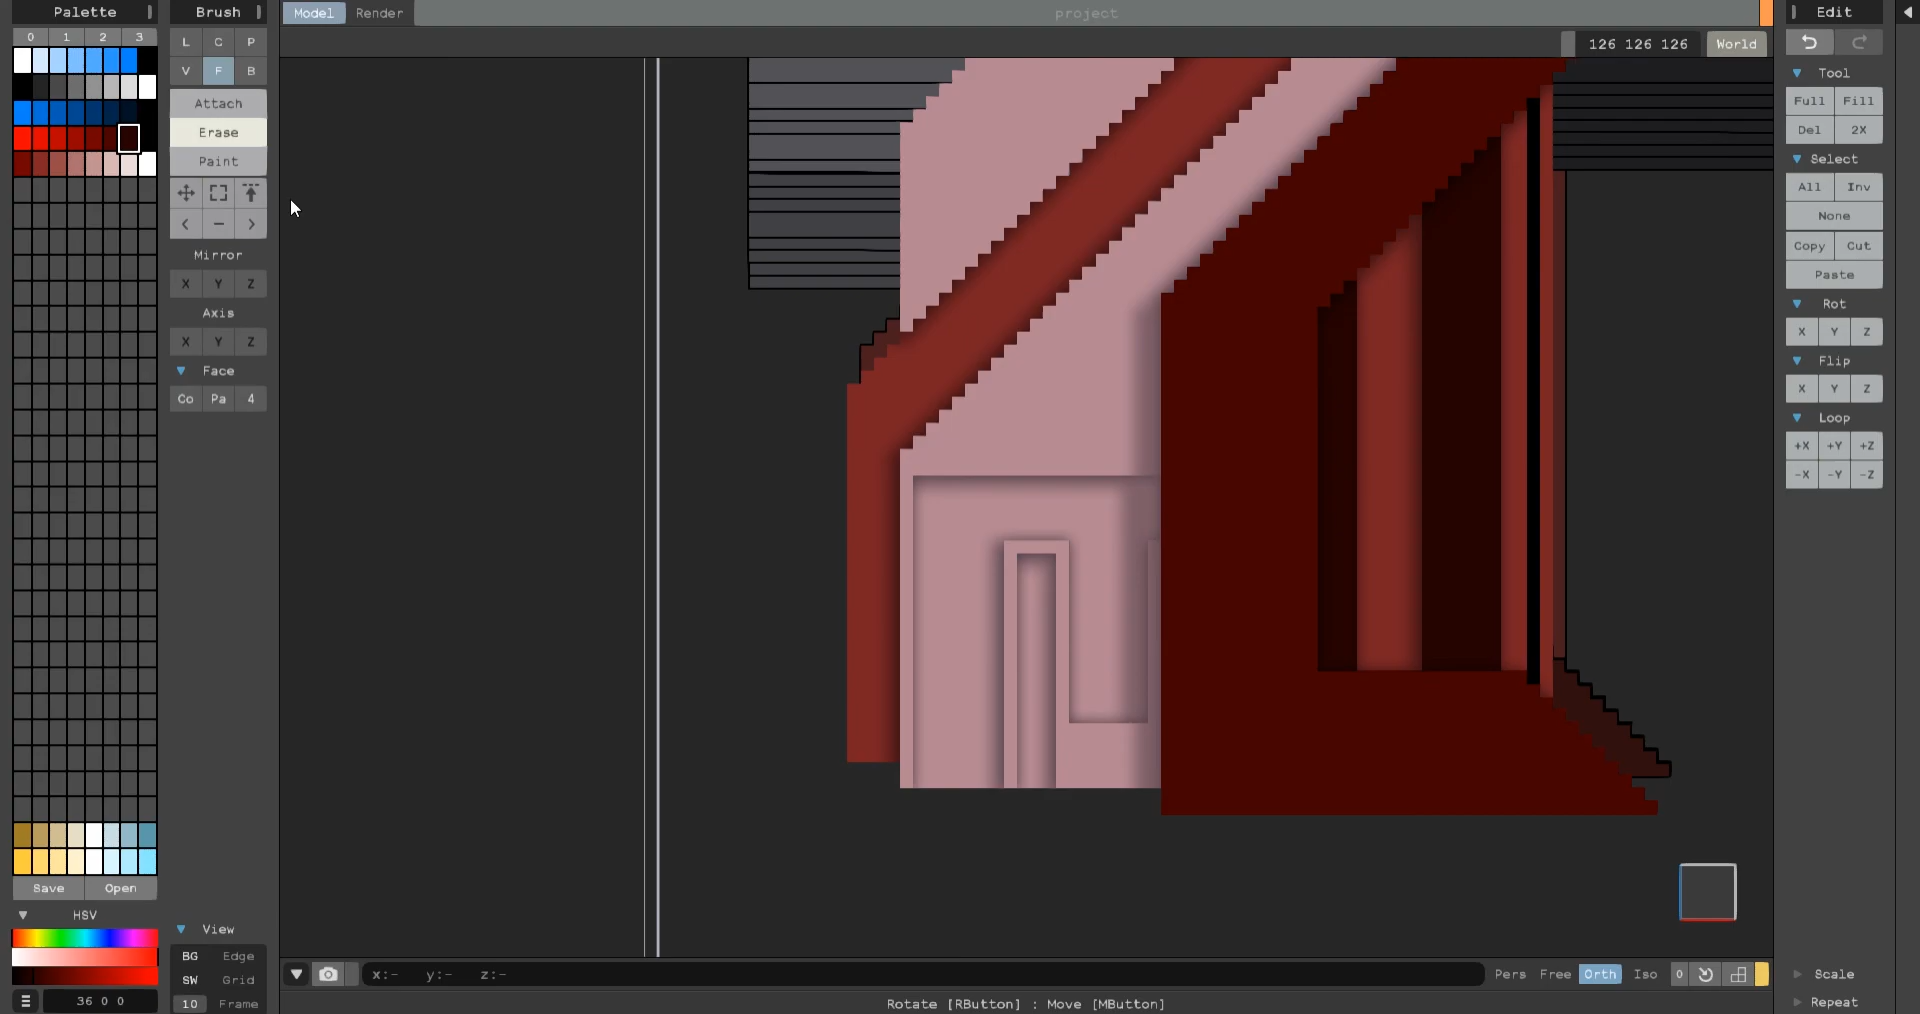 Palette
0 1 2 3
Save Open
HSV
36 0 0
Brush
L C P
V F B
Attach
Erase
Paint
< - >
Mirror
X Y Z
Axis
X Y Z
Face
Co Pa 4
View
BG Edge
SW Grid
10 Frame
Model Render project
126 126 126 World
x:- y:- z:-
Pers Free Orth Iso 0
Rotate [RButton] : Move [MButton]
Edit
Tool
Full Fill
Del 2X
Select
All Inv
None
Copy Cut
Paste
Rot
X Y Z
Flip
X Y Z
Loop
+X +Y +Z
-X -Y -Z
Scale
Repeat